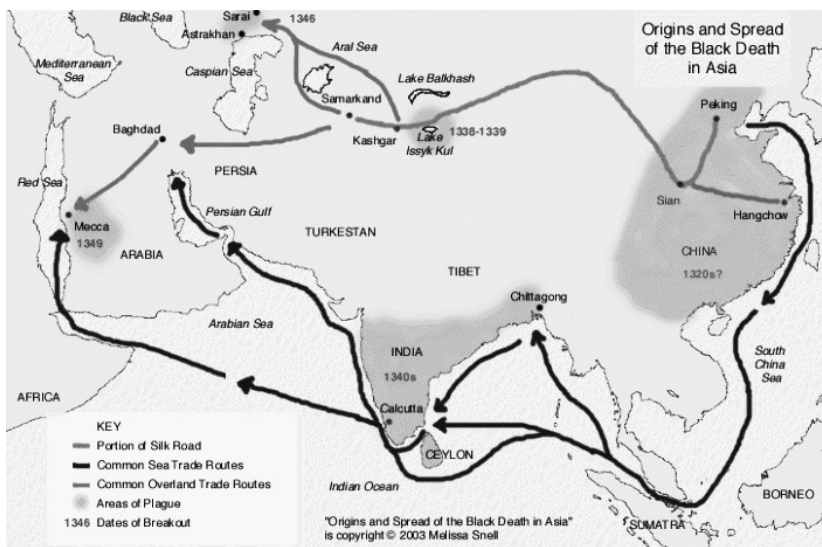 Origins and Spread
of the Black Death
in Asia
Black Sea
Sarai
1346
Astrakhan
Mediterranean
Sea
Caspian Sea
Aral Sea
Lake Balkhash
Samarkand
Kashgar
Lake
Issyk Kul
1338-1339
Peking
Baghdad
PERSIA
Red Sea
Persian Gulf
Mecca
1349
ARABIA
TURKESTAN
TIBET
Sian
Hangchow
CHINA
1320s?
Chittagong
Arabian Sea
INDIA
1340s
South
China
Sea
AFRICA
Calcutta
CEYLON
Indian Ocean
SUMATRA
BORNEO
KEY
Portion of Silk Road
Common Sea Trade Routes
Common Overland Trade Routes
Areas of Plague
1346 Dates of Breakout
"Origins and Spread of the Black Death in Asia"
is copyright © 2003 Melissa Snell